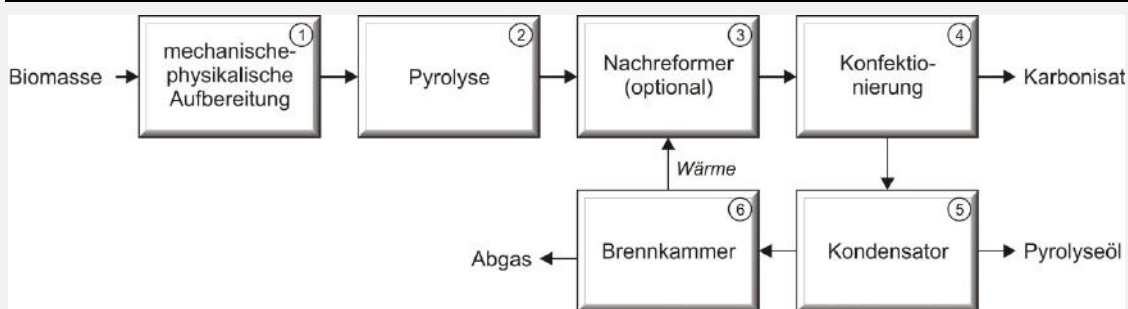 Biomasse
mechanische-
physikalische
Aufbereitung
1
Pyrolyse
2
Nachreformer
(optional)
3
Konfektio-
nierung
4
Karbonisat
Wärme
Abgas
Brennkammer
6
Kondensator
5
Pyrolyseöl